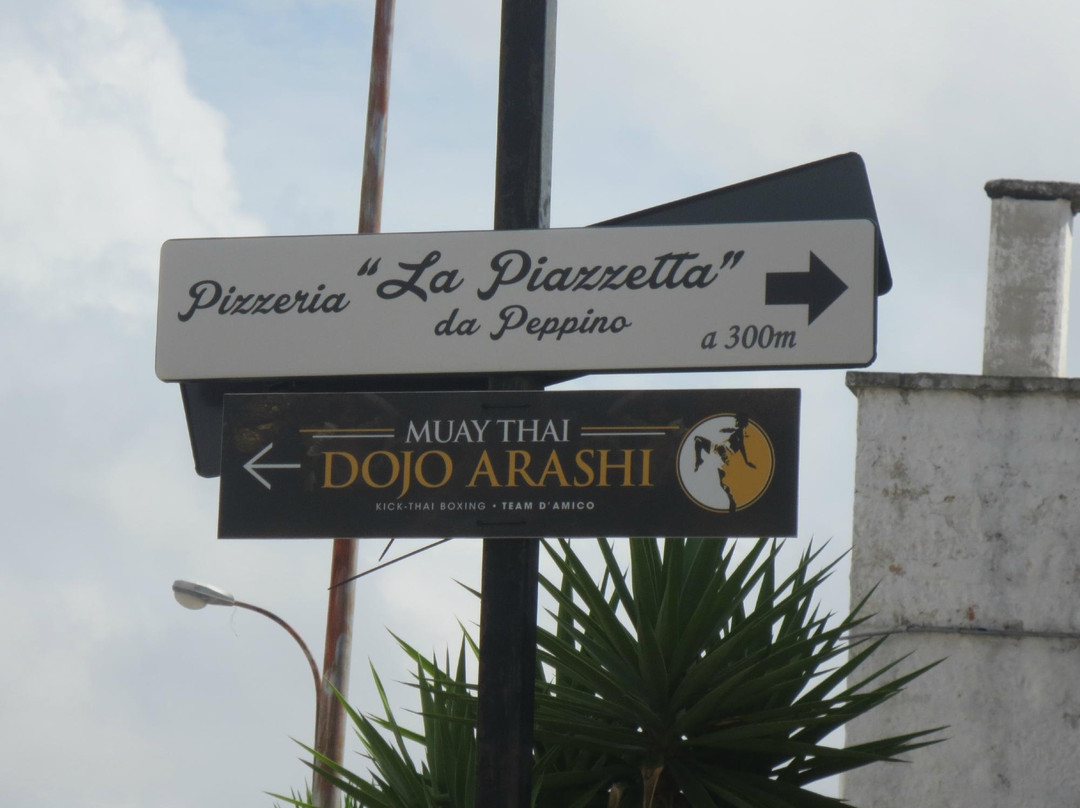 Pizzeria “La Piazzetta”
da Peppino
a 300m
MUAY THAI
DOJO ARASHI
KICK-THAI BOXING • TEAM D'AMICO